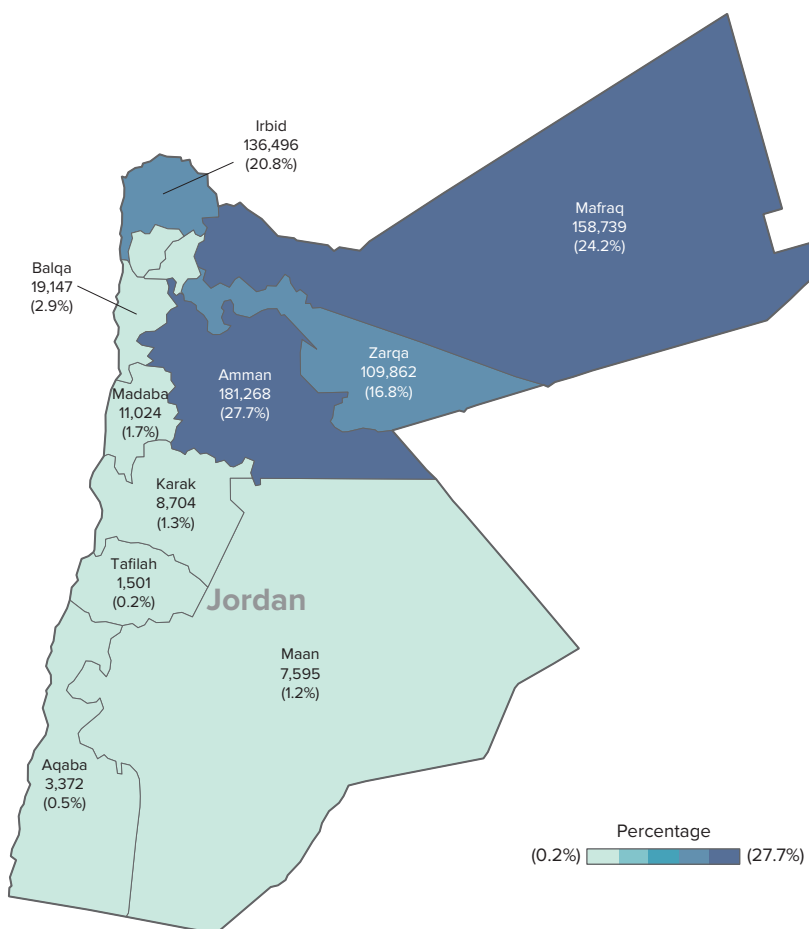 Irbid
136,496
(20.8%)
Mafraq
158,739
(24.2%)
Balqa
19,147
(2.9%)
Zarqa
109,862
(16.8%)
Amman
181,268
(27.7%)
Madaba
11,024
(1.7%)
Karak
8,704
(1.3%)
Tafilah
1,501
(0.2%)
Jordan
Maan
7,595
(1.2%)
Aqaba
3,372
(0.5%)
Percentage
(0.2%) (27.7%)